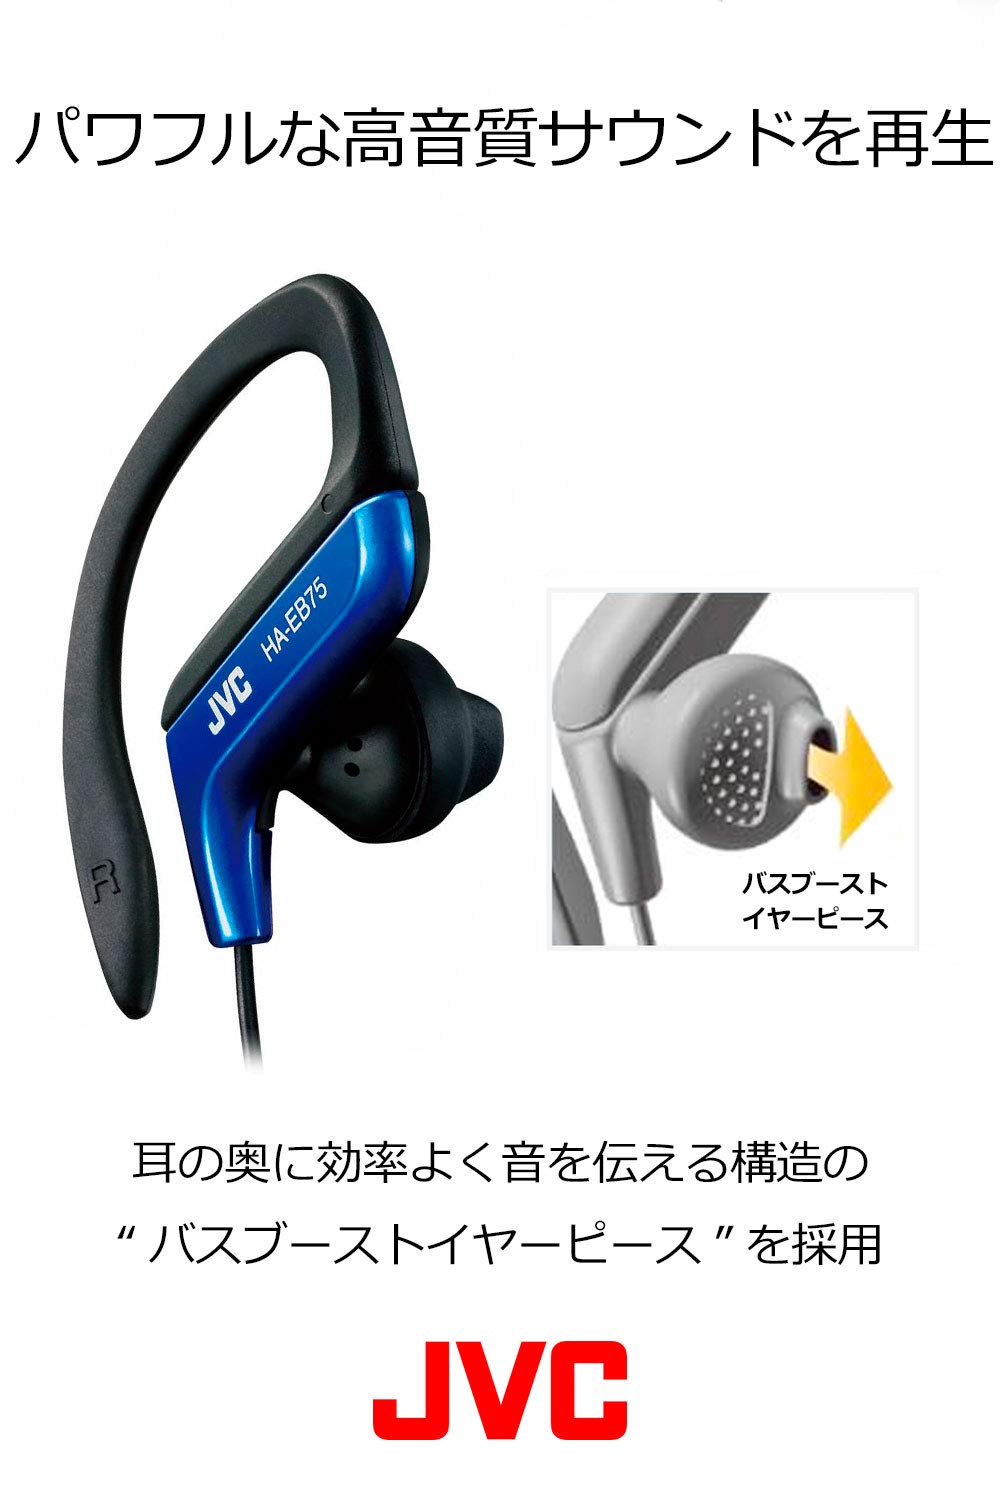 パワフルな高音質サウンドを再生
HA-EB75
JVC
R
バスブースト
イヤーピース
耳の奥に効率よく音を伝える構造の
“バスブーストイヤーピース”を採用
JVC